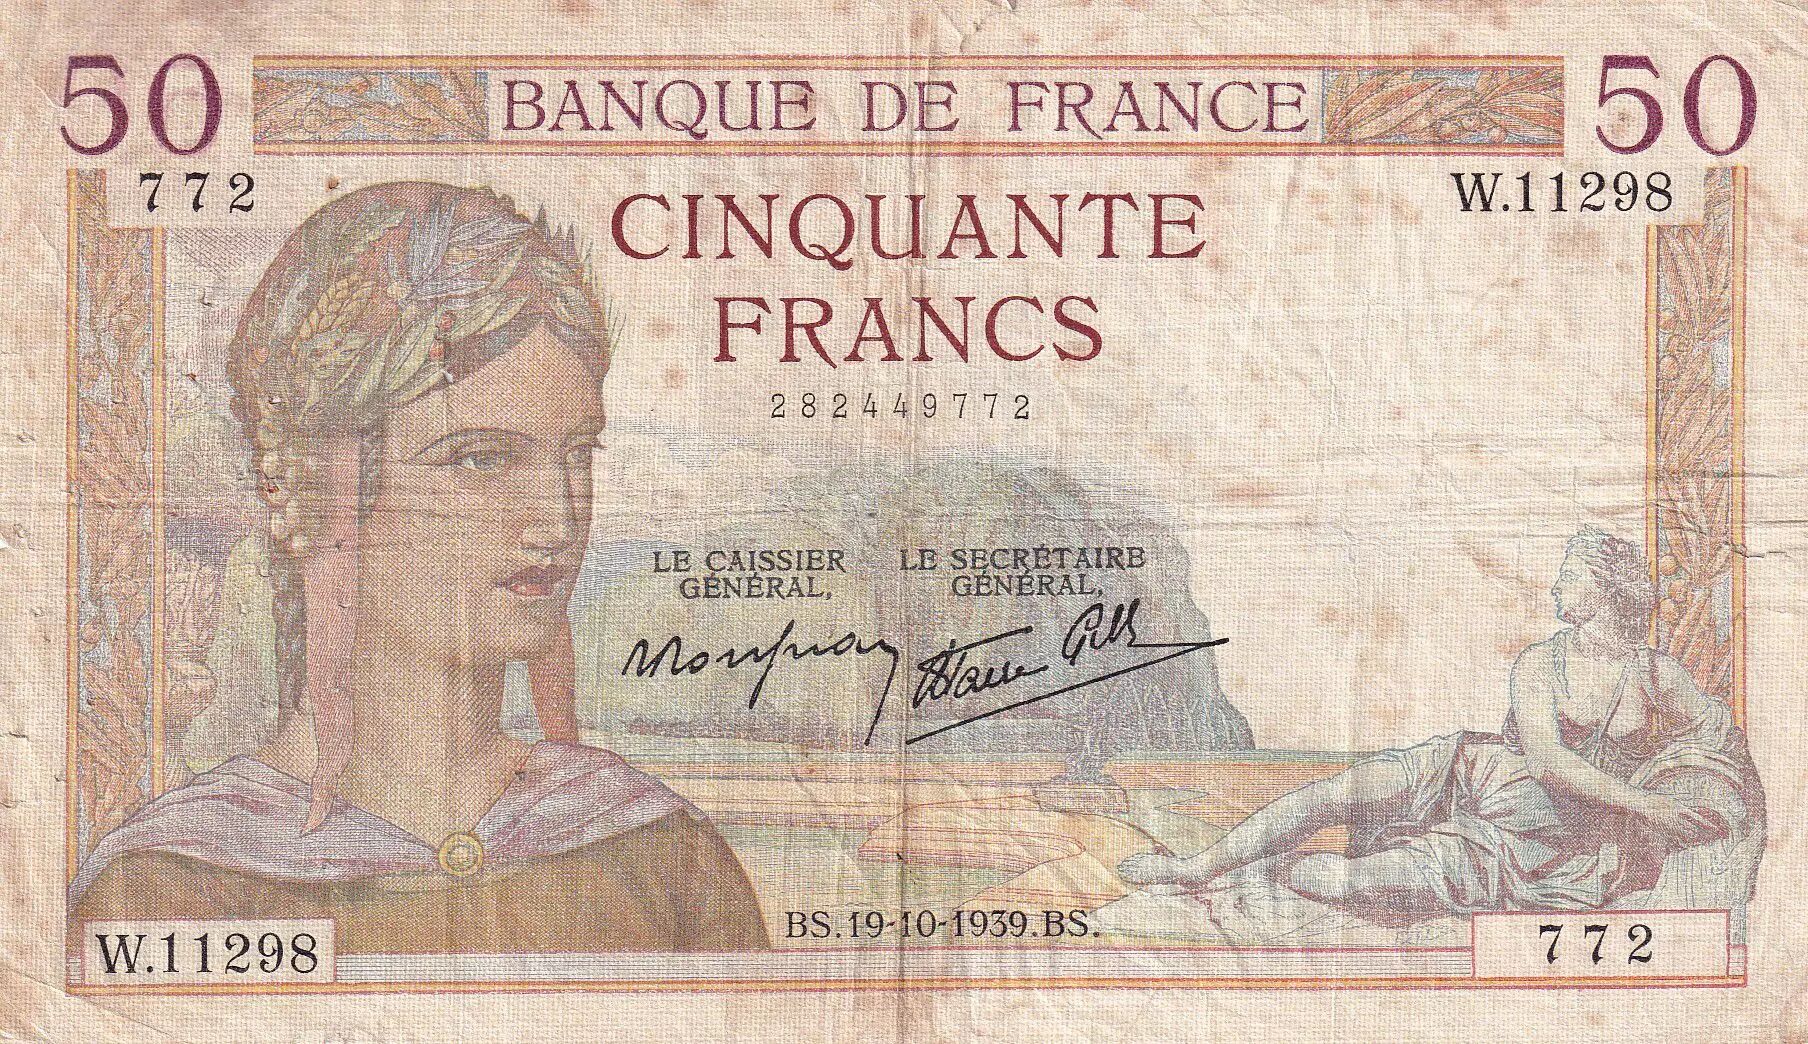 50 BANQUE DE FRANCE 50
772 W.11298
CINQUANTE
FRANCS
282449772
LE CAISSIER
GÉNÉRAL,
LE SECRÉTAIRE
GÉNÉRAL,
BS.19-10-1939.BS.
W.11298 772